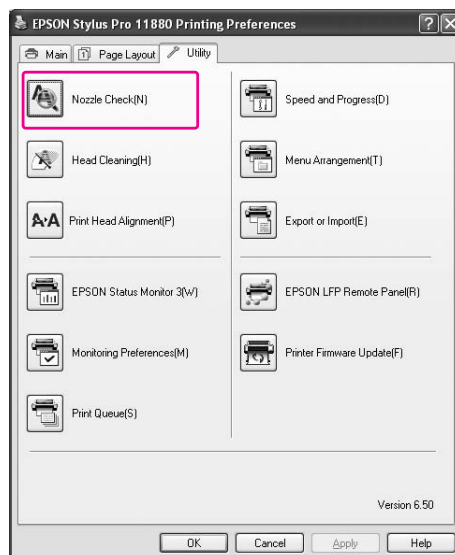 EPSON Stylus Pro 11880 Printing Preferences
Main Page Layout Utility
Nozzle Check(N)
Speed and Progress(D)
Head Cleaning(H)
Menu Arrangement(T)
Print Head Alignment(P)
Export or Import(E)
EPSON Status Monitor 3(W)
EPSON LFP Remote Panel(R)
Monitoring Preferences(M)
Printer Firmware Update(F)
Print Queue(S)
Version 6.50
OK Cancel Apply Help